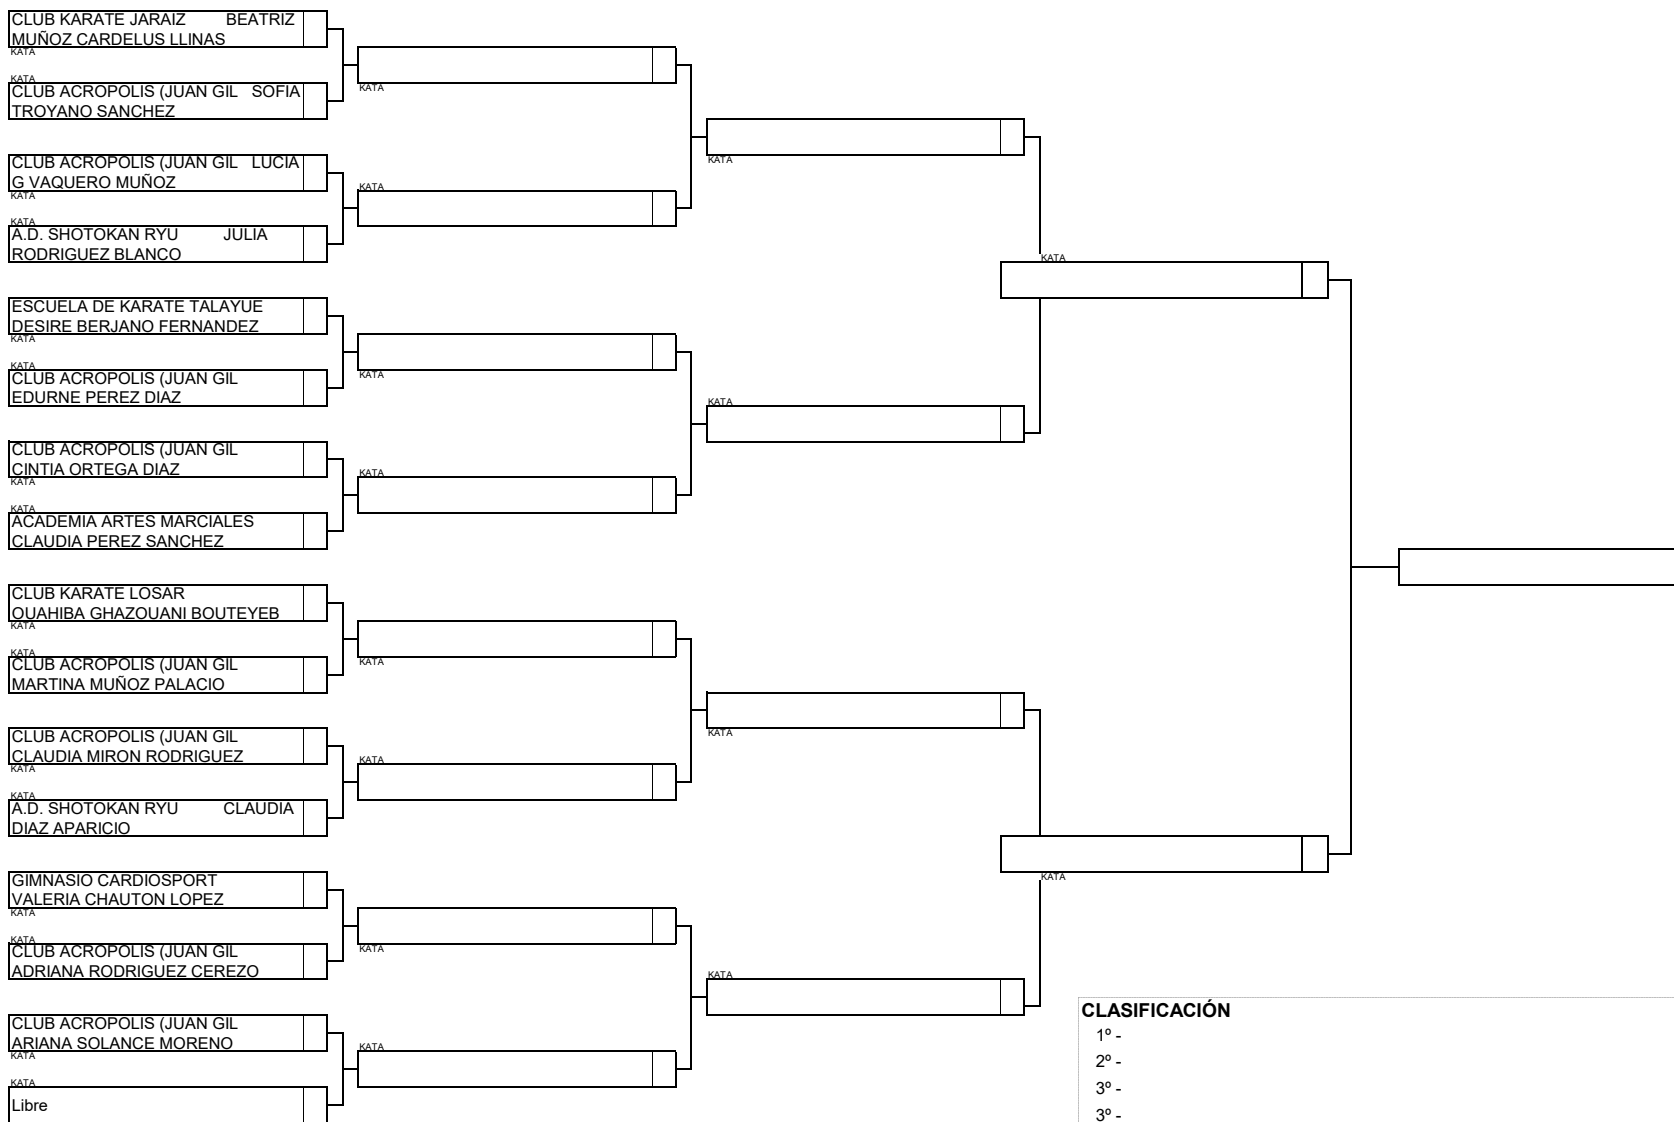 CLUB KARATE JARAIZ BEATRIZ
MUÑOZ CARDELUS LLINAS
KATA
KATA
CLUB ACROPOLIS (JUAN GIL SOFIA
TROYANO SANCHEZ
CLUB ACROPOLIS (JUAN GIL LUCIA
G VAQUERO MUÑOZ
KATA
KATA
A.D. SHOTOKAN RYU JULIA
RODRIGUEZ BLANCO
ESCUELA DE KARATE TALAYUE
DESIRE BERJANO FERNANDEZ
KATA
KATA
CLUB ACROPOLIS (JUAN GIL
EDURNE PEREZ DIAZ
CLUB ACROPOLIS (JUAN GIL
CINTIA ORTEGA DIAZ
KATA
KATA
ACADEMIA ARTES MARCIALES
CLAUDIA PEREZ SANCHEZ
CLUB KARATE LOSAR
OUAHIBA GHAZOUANI BOUTEYEB
KATA
KATA
CLUB ACROPOLIS (JUAN GIL
MARTINA MUÑOZ PALACIO
CLUB ACROPOLIS (JUAN GIL
CLAUDIA MIRON RODRIGUEZ
KATA
KATA
A.D. SHOTOKAN RYU CLAUDIA
DIAZ APARICIO
GIMNASIO CARDIOSPORT
VALERIA CHAUTON LOPEZ
KATA
KATA
CLUB ACROPOLIS (JUAN GIL
ADRIANA RODRIGUEZ CEREZO
CLUB ACROPOLIS (JUAN GIL
ARIANA SOLANCE MORENO
KATA
KATA
Libre
KATA
KATA
KATA
KATA
KATA
KATA
KATA
KATA
KATA
KATA
KATA
KATA
KATA
KATA
CLASIFICACIÓN
1º -
2º -
3º -
3º -